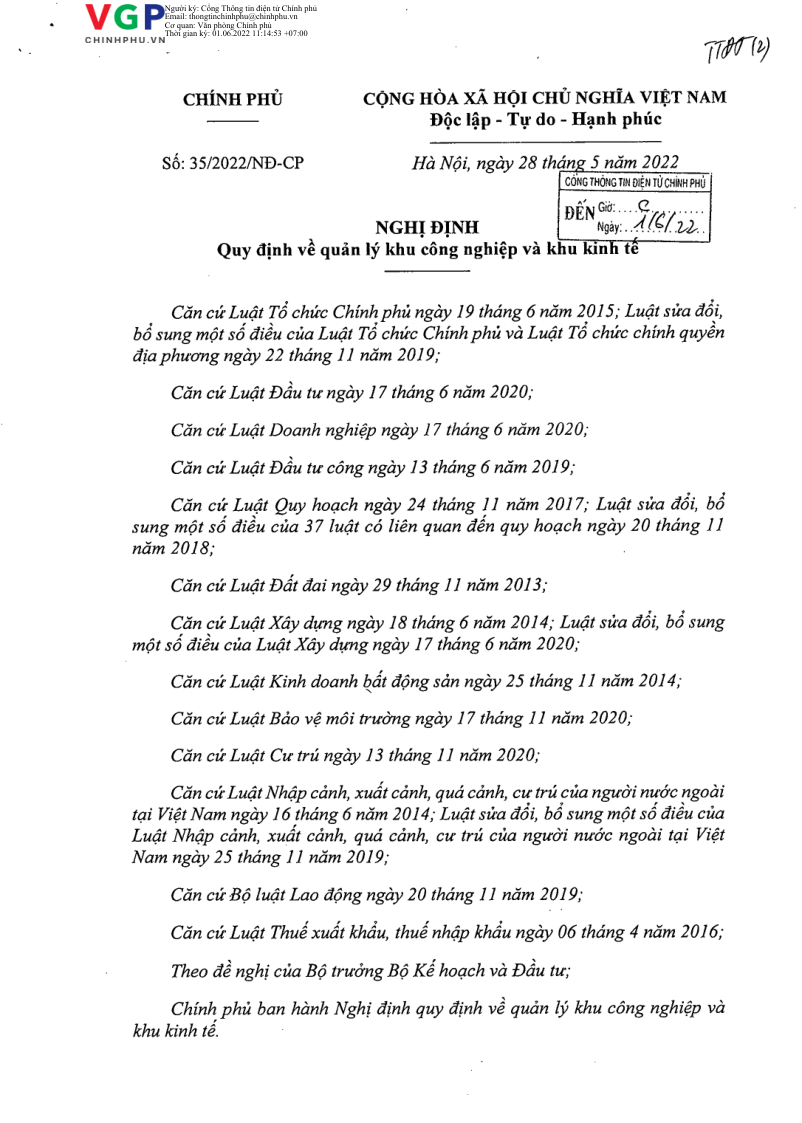 VGP
CHINHPHU.VN
Người ký: Cổng Thông tin điện tử Chính phủ
Email: thongtinchinhphu@chinhphu.vn
Cơ quan: Văn phòng Chính phủ
Thời gian ký: 01.06.2022 11:14:53 +07:00
CHÍNH PHỦ
CỘNG HÒA XÃ HỘI CHỦ NGHĨA VIỆT NAM
Độc lập - Tự do - Hạnh phúc
Số: 35/2022/NĐ-CP
Hà Nội, ngày 28 tháng 5 năm 2022
CỔNG THÔNG TIN ĐIỆN TỬ CHÍNH PHỦ
ĐẾN Giờ: ....C..........
Ngày: ..1/6/22..
NGHỊ ĐỊNH
Quy định về quản lý khu công nghiệp và khu kinh tế
Căn cứ Luật Tổ chức Chính phủ ngày 19 tháng 6 năm 2015; Luật sửa đổi,
bổ sung một số điều của Luật Tổ chức Chính phủ và Luật Tổ chức chính quyền
địa phương ngày 22 tháng 11 năm 2019;
Căn cứ Luật Đầu tư ngày 17 tháng 6 năm 2020;
Căn cứ Luật Doanh nghiệp ngày 17 tháng 6 năm 2020;
Căn cứ Luật Đầu tư công ngày 13 tháng 6 năm 2019;
Căn cứ Luật Quy hoạch ngày 24 tháng 11 năm 2017; Luật sửa đổi, bổ
sung một số điều của 37 luật có liên quan đến quy hoạch ngày 20 tháng 11
năm 2018;
Căn cứ Luật Đất đai ngày 29 tháng 11 năm 2013;
Căn cứ Luật Xây dựng ngày 18 tháng 6 năm 2014; Luật sửa đổi, bổ sung
một số điều của Luật Xây dựng ngày 17 tháng 6 năm 2020;
Căn cứ Luật Kinh doanh bất động sản ngày 25 tháng 11 năm 2014;
Căn cứ Luật Bảo vệ môi trường ngày 17 tháng 11 năm 2020;
Căn cứ Luật Cư trú ngày 13 tháng 11 năm 2020;
Căn cứ Luật Nhập cảnh, xuất cảnh, quá cảnh, cư trú của người nước ngoài
tại Việt Nam ngày 16 tháng 6 năm 2014; Luật sửa đổi, bổ sung một số điều của
Luật Nhập cảnh, xuất cảnh, quá cảnh, cư trú của người nước ngoài tại Việt
Nam ngày 25 tháng 11 năm 2019;
Căn cứ Bộ luật Lao động ngày 20 tháng 11 năm 2019;
Căn cứ Luật Thuế xuất khẩu, thuế nhập khẩu ngày 06 tháng 4 năm 2016;
Theo đề nghị của Bộ trưởng Bộ Kế hoạch và Đầu tư;
Chính phủ ban hành Nghị định quy định về quản lý khu công nghiệp và
khu kinh tế.